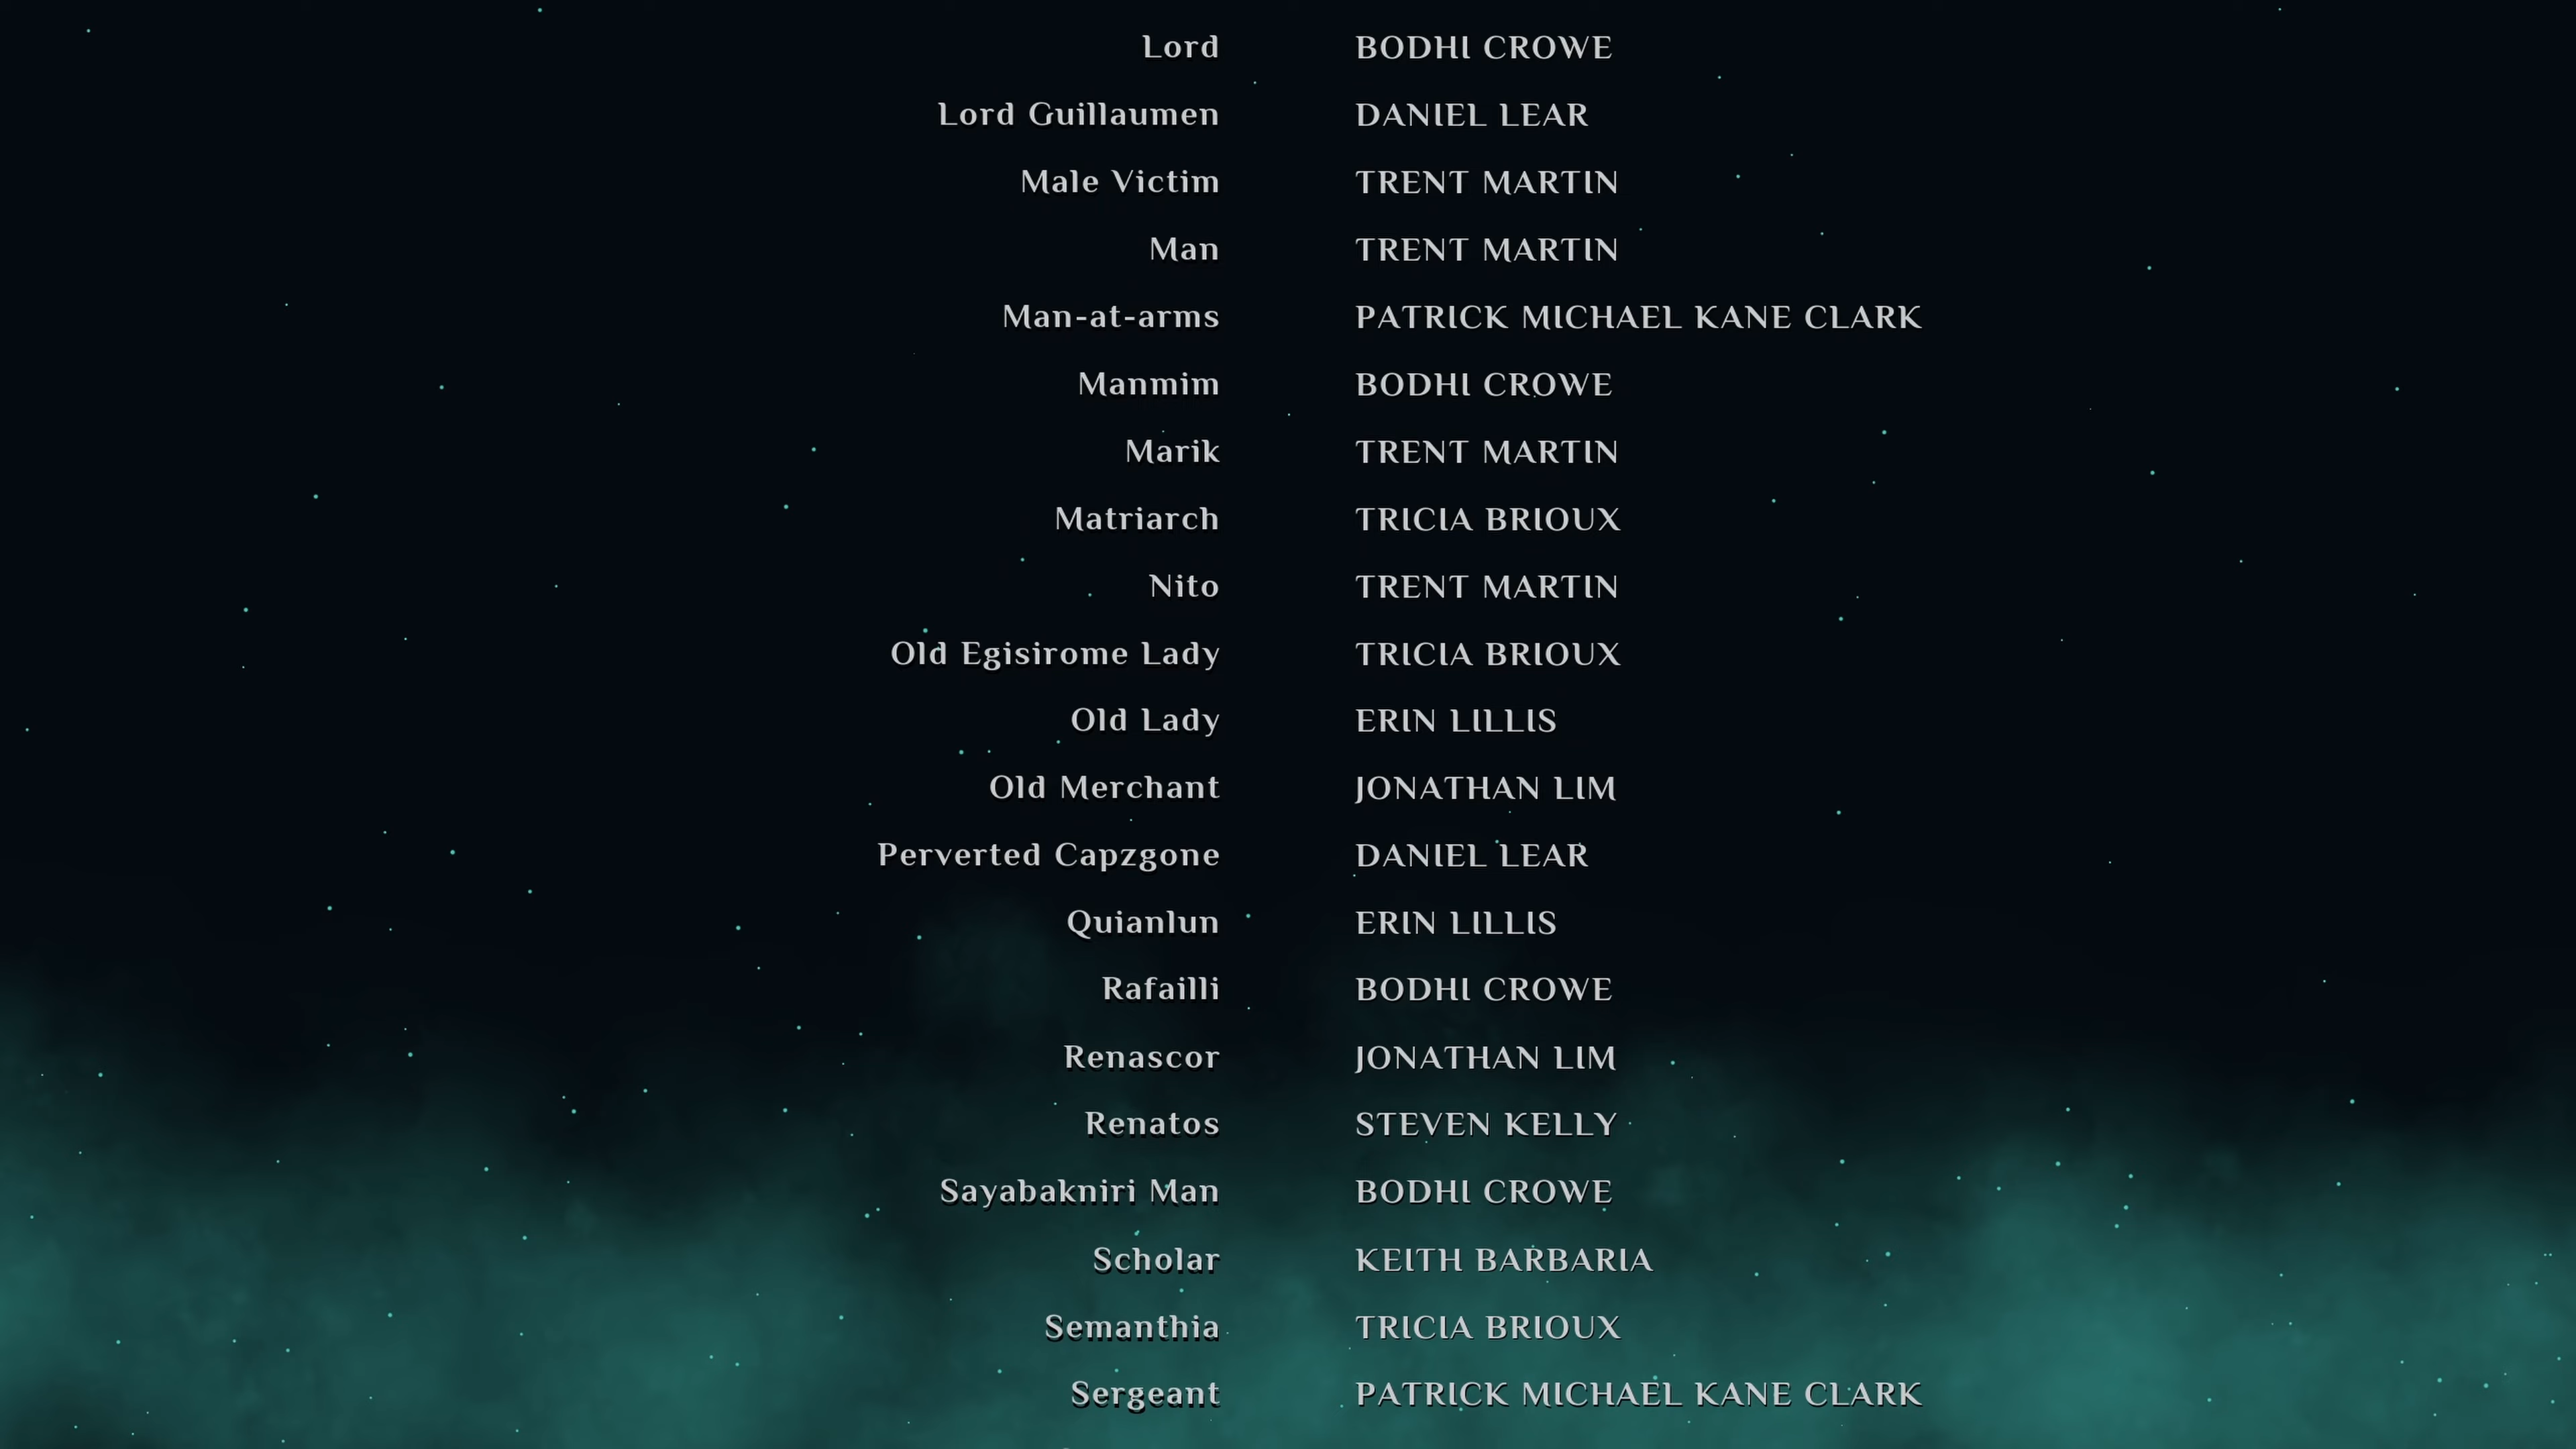 Lord BODHI CROWE
Lord Guillaumen DANIEL LEAR
Male Victim TRENT MARTIN
Man TRENT MARTIN
Man-at-arms PATRICK MICHAEL KANE CLARK
Manmim BODHI CROWE
Marik TRENT MARTIN
Matriarch TRICIA BRIOUX
Nito TRENT MARTIN
Old Egisirome Lady TRICIA BRIOUX
Old Lady ERIN LILLIS
Old Merchant JONATHAN LIM
Perverted Capzgone DANIEL LEAR
Quianlun ERIN LILLIS
Rafailli BODHI CROWE
Renascor JONATHAN LIM
Renatos STEVEN KELLY
Sayabakniri Man BODHI CROWE
Scholar KEITH BARBARIA
Semanthia TRICIA BRIOUX
Sergeant PATRICK MICHAEL KANE CLARK